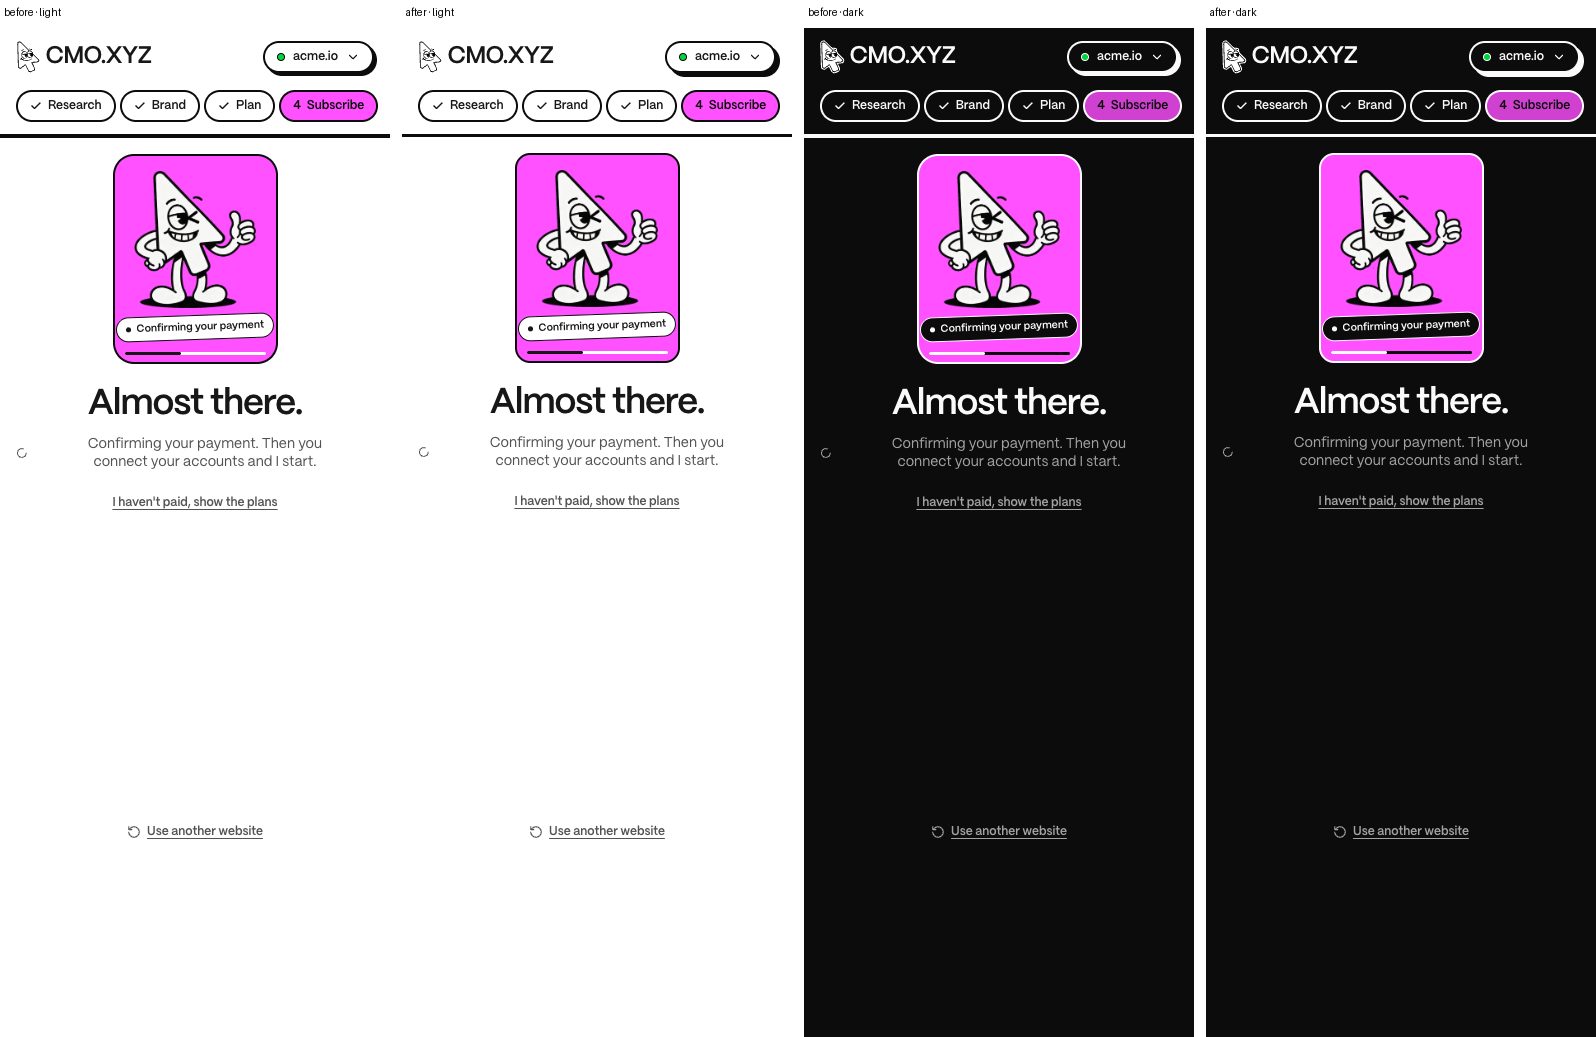 before · light
CMO.XYZ
acme.io
Research
Brand
Plan
4 Subscribe
Confirming your payment
Almost there.
Confirming your payment. Then you
connect your accounts and I start.
I haven't paid, show the plans
Use another website
after · light
CMO.XYZ
acme.io
Research
Brand
Plan
4 Subscribe
Confirming your payment
Almost there.
Confirming your payment. Then you
connect your accounts and I start.
I haven't paid, show the plans
Use another website
before · dark
CMO.XYZ
acme.io
Research
Brand
Plan
4 Subscribe
Confirming your payment
Almost there.
Confirming your payment. Then you
connect your accounts and I start.
I haven't paid, show the plans
Use another website
after · dark
CMO.XYZ
acme.io
Research
Brand
Plan
4 Subscribe
Confirming your payment
Almost there.
Confirming your payment. Then you
connect your accounts and I start.
I haven't paid, show the plans
Use another website